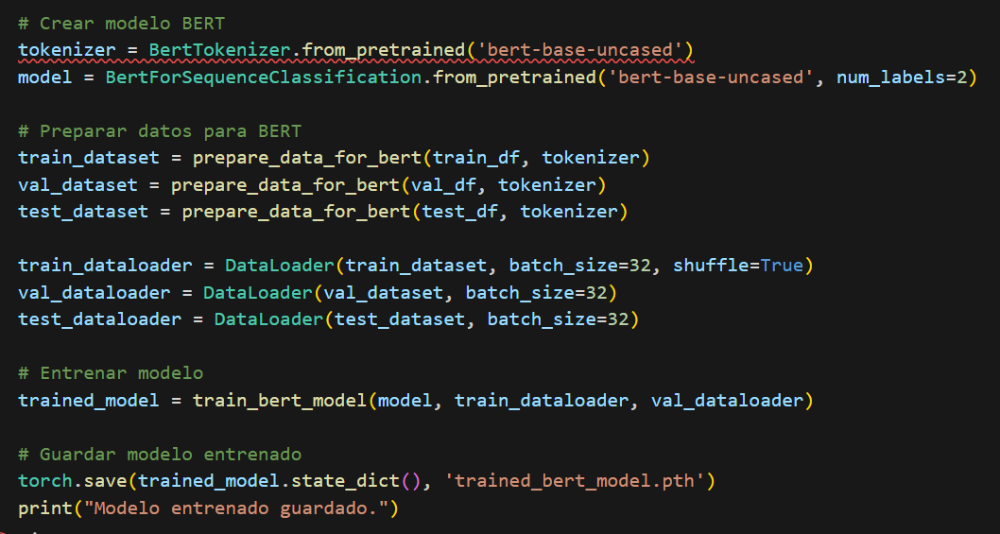 # Crear modelo BERT
tokenizer = BertTokenizer.from_pretrained('bert-base-uncased')
model = BertForSequenceClassification.from_pretrained('bert-base-uncased', num_labels=2)
# Preparar datos para BERT
train_dataset = prepare_data_for_bert(train_df, tokenizer)
val_dataset = prepare_data_for_bert(val_df, tokenizer)
test_dataset = prepare_data_for_bert(test_df, tokenizer)
train_dataloader = DataLoader(train_dataset, batch_size=32, shuffle=True)
val_dataloader = DataLoader(val_dataset, batch_size=32)
test_dataloader = DataLoader(test_dataset, batch_size=32)
# Entrenar modelo
trained_model = train_bert_model(model, train_dataloader, val_dataloader)
# Guardar modelo entrenado
torch.save(trained_model.state_dict(), 'trained_bert_model.pth')
print("Modelo entrenado guardado.")